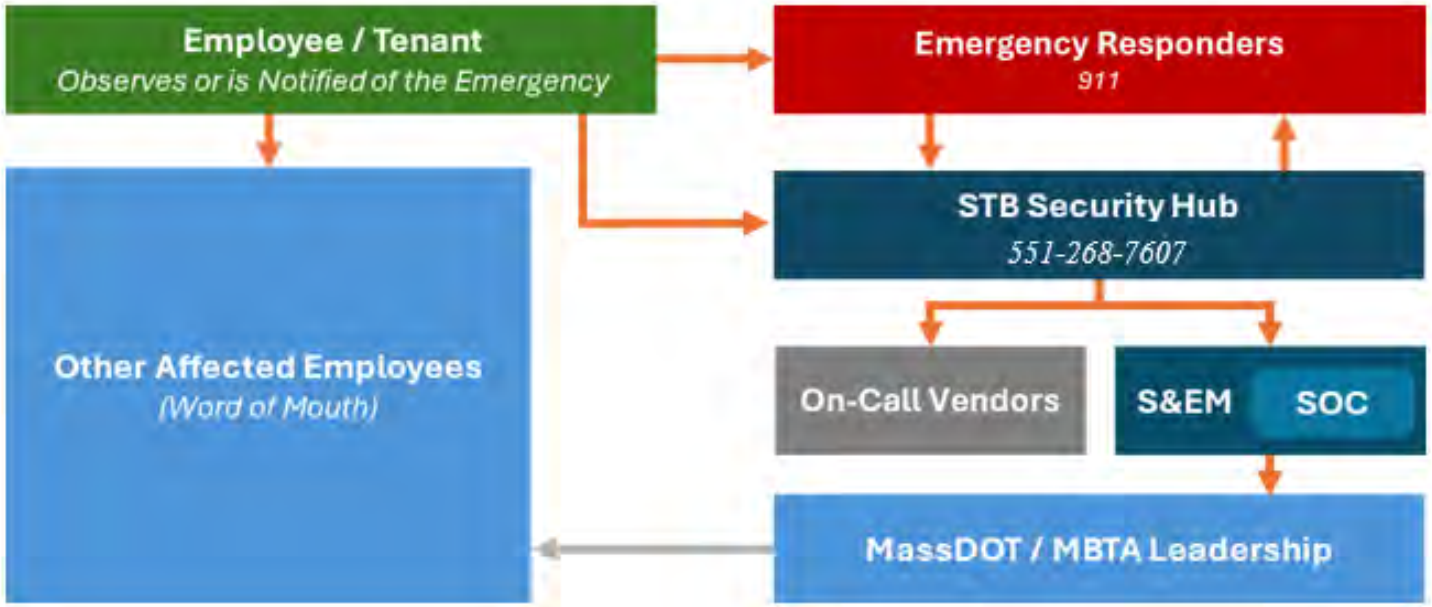 Employee / Tenant
Observes or is Notified of the Emergency
Emergency Responders
911
STB Security Hub
551-268-7607
Other Affected Employees
(Word of Mouth)
On-Call Vendors
S&EM
SOC
MassDOT / MBTA Leadership